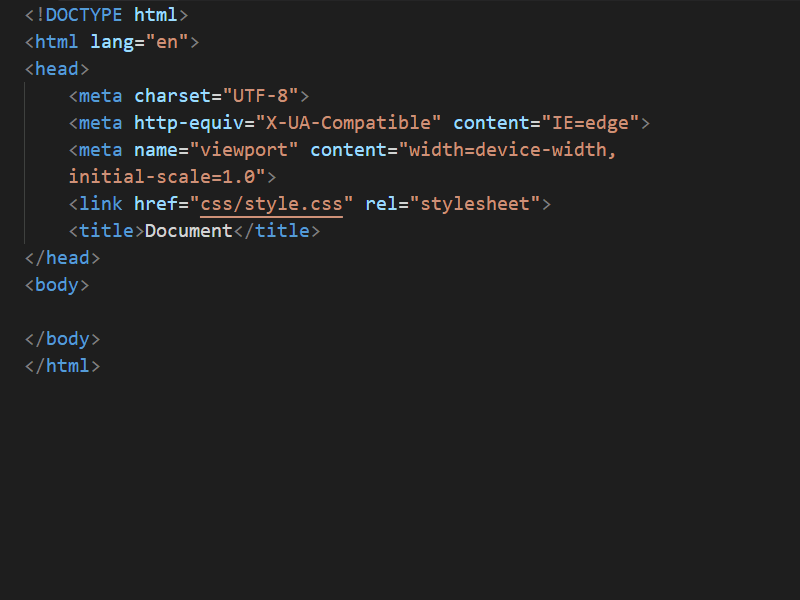 <!DOCTYPE html>
<html lang="en">
<head>
    <meta charset="UTF-8">
    <meta http-equiv="X-UA-Compatible" content="IE=edge">
    <meta name="viewport" content="width=device-width,
    initial-scale=1.0">
    <link href="css/style.css" rel="stylesheet">
    <title>Document</title>
</head>
<body>

</body>
</html>